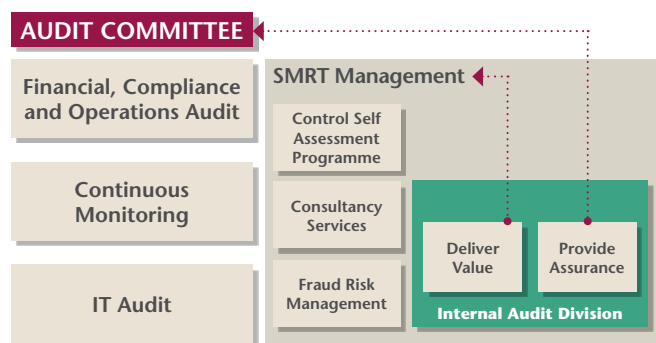 AUDIT COMMITTEE
Financial, Compliance
and Operations Audit
Continuous
Monitoring
IT Audit
SMRT Management
Control Self
Assessment
Programme
Consultancy
Services
Fraud Risk
Management
Deliver
Value
Provide
Assurance
Internal Audit Division